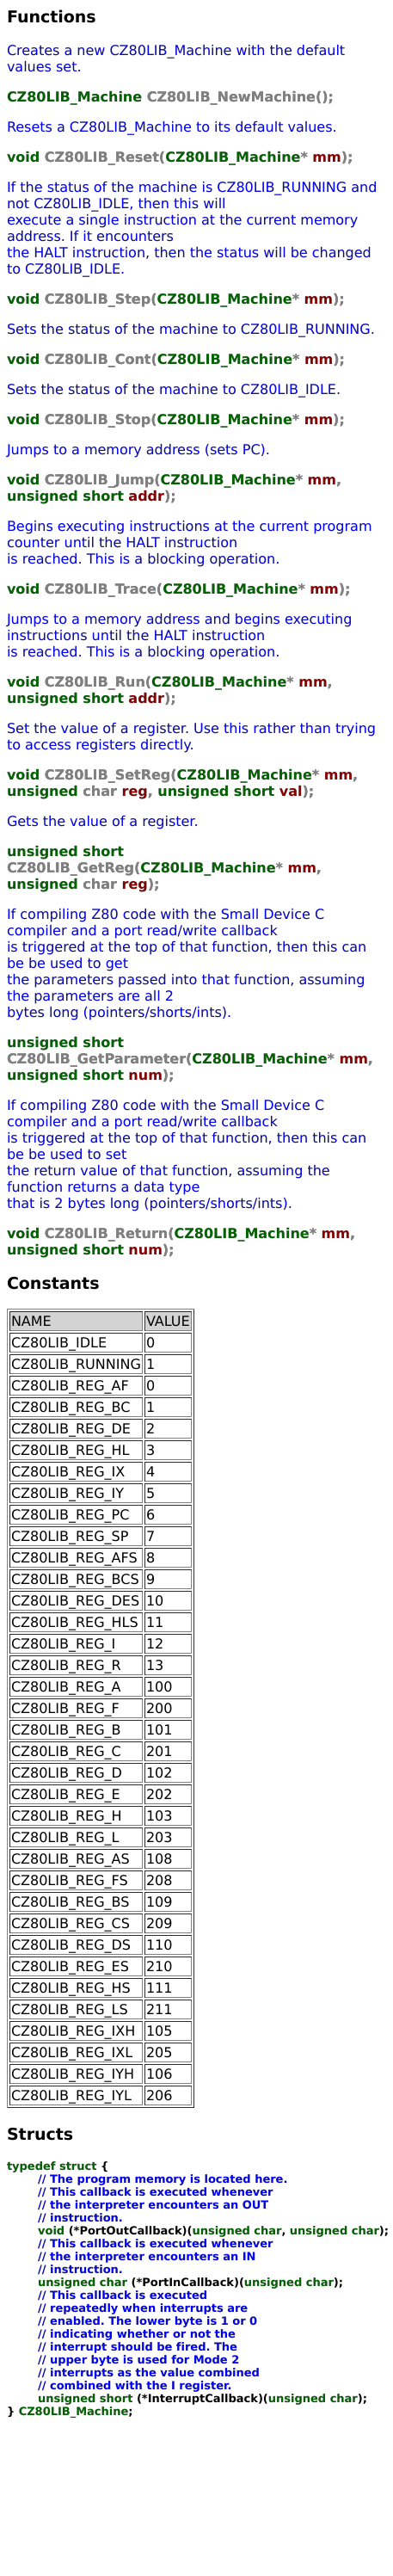 Functions
Creates a new CZ80LIB_Machine with the default
values set.
CZ80LIB_Machine CZ80LIB_NewMachine();
Resets a CZ80LIB_Machine to its default values.
void CZ80LIB_Reset(CZ80LIB_Machine* mm);
If the status of the machine is CZ80LIB_RUNNING and
not CZ80LIB_IDLE, then this will
execute a single instruction at the current memory
address. If it encounters
the HALT instruction, then the status will be changed
to CZ80LIB_IDLE.
void CZ80LIB_Step(CZ80LIB_Machine* mm);
Sets the status of the machine to CZ80LIB_RUNNING.
void CZ80LIB_Cont(CZ80LIB_Machine* mm);
Sets the status of the machine to CZ80LIB_IDLE.
void CZ80LIB_Stop(CZ80LIB_Machine* mm);
Jumps to a memory address (sets PC).
void CZ80LIB_Jump(CZ80LIB_Machine* mm,
unsigned short addr);
Begins executing instructions at the current program
counter until the HALT instruction
is reached. This is a blocking operation.
void CZ80LIB_Trace(CZ80LIB_Machine* mm);
Jumps to a memory address and begins executing
instructions until the HALT instruction
is reached. This is a blocking operation.
void CZ80LIB_Run(CZ80LIB_Machine* mm,
unsigned short addr);
Set the value of a register. Use this rather than trying
to access registers directly.
void CZ80LIB_SetReg(CZ80LIB_Machine* mm,
unsigned char reg, unsigned short val);
Gets the value of a register.
unsigned short
CZ80LIB_GetReg(CZ80LIB_Machine* mm,
unsigned char reg);
If compiling Z80 code with the Small Device C
compiler and a port read/write callback
is triggered at the top of that function, then this can
be be used to get
the parameters passed into that function, assuming
the parameters are all 2
bytes long (pointers/shorts/ints).
unsigned short
CZ80LIB_GetParameter(CZ80LIB_Machine* mm,
unsigned short num);
If compiling Z80 code with the Small Device C
compiler and a port read/write callback
is triggered at the top of that function, then this can
be be used to set
the return value of that function, assuming the
function returns a data type
that is 2 bytes long (pointers/shorts/ints).
void CZ80LIB_Return(CZ80LIB_Machine* mm,
unsigned short num);
Constants
NAME VALUE
CZ80LIB_IDLE 0
CZ80LIB_RUNNING 1
CZ80LIB_REG_AF 0
CZ80LIB_REG_BC 1
CZ80LIB_REG_DE 2
CZ80LIB_REG_HL 3
CZ80LIB_REG_IX 4
CZ80LIB_REG_IY 5
CZ80LIB_REG_PC 6
CZ80LIB_REG_SP 7
CZ80LIB_REG_AFS 8
CZ80LIB_REG_BCS 9
CZ80LIB_REG_DES 10
CZ80LIB_REG_HLS 11
CZ80LIB_REG_I 12
CZ80LIB_REG_R 13
CZ80LIB_REG_A 100
CZ80LIB_REG_F 200
CZ80LIB_REG_B 101
CZ80LIB_REG_C 201
CZ80LIB_REG_D 102
CZ80LIB_REG_E 202
CZ80LIB_REG_H 103
CZ80LIB_REG_L 203
CZ80LIB_REG_AS 108
CZ80LIB_REG_FS 208
CZ80LIB_REG_BS 109
CZ80LIB_REG_CS 209
CZ80LIB_REG_DS 110
CZ80LIB_REG_ES 210
CZ80LIB_REG_HS 111
CZ80LIB_REG_LS 211
CZ80LIB_REG_IXH 105
CZ80LIB_REG_IXL 205
CZ80LIB_REG_IYH 106
CZ80LIB_REG_IYL 206
Structs
typedef struct {
// The program memory is located here.
// This callback is executed whenever
// the interpreter encounters an OUT
// instruction.
void (*PortOutCallback)(unsigned char, unsigned char);
// This callback is executed whenever
// the interpreter encounters an IN
// instruction.
unsigned char (*PortInCallback)(unsigned char);
// This callback is executed
// repeatedly when interrupts are
// enabled. The lower byte is 1 or 0
// indicating whether or not the
// interrupt should be fired. The
// upper byte is used for Mode 2
// interrupts as the value combined
// combined with the I register.
unsigned short (*InterruptCallback)(unsigned char);
} CZ80LIB_Machine;